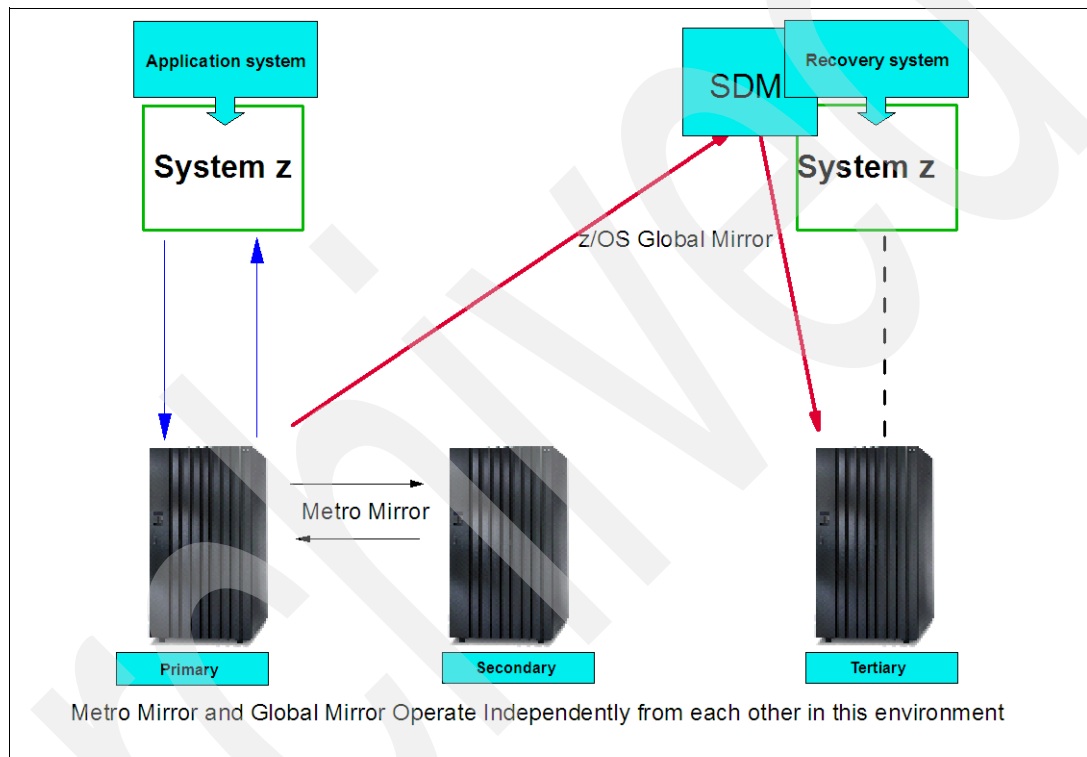 Application system
SDM
Recovery system
System z
System z
z/OS Global Mirror
Metro Mirror
Primary
Secondary
Tertiary
Metro Mirror and Global Mirror Operate Independently from each other in this environment